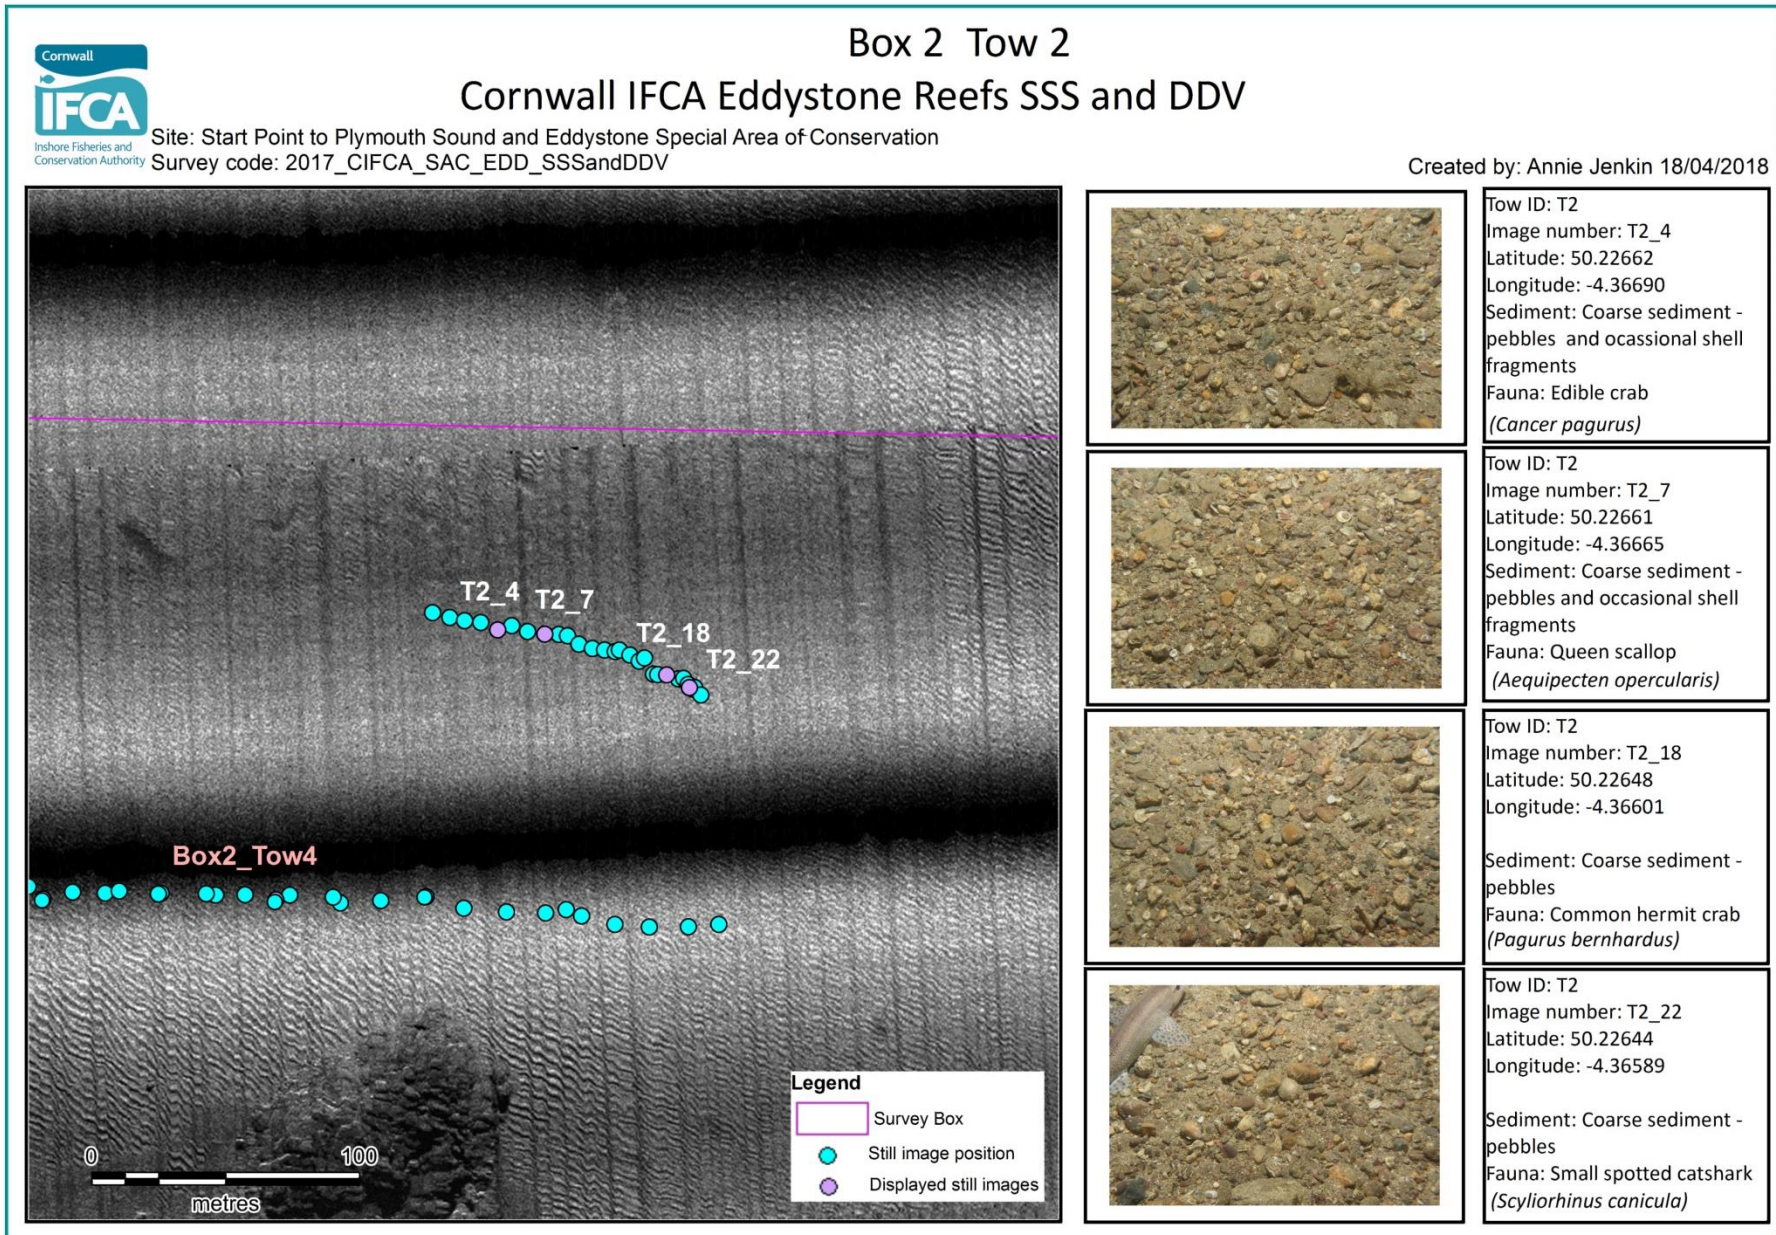 Box 2 Tow 2
Cornwall IFCA Eddystone Reefs SSS and DDV
Cornwall
IFCA
Inshore Fisheries and
Conservation Authority
Site: Start Point to Plymouth Sound and Eddystone Special Area of Conservation
Survey code: 2017_CIFCA_SAC_EDD_SSSandDDV
Created by: Annie Jenkin 18/04/2018
T2_4
T2_7
T2_18
T2_22
Box2_Tow4
0 100
metres
Legend
Survey Box
Still image position
Displayed still images
Tow ID: T2
Image number: T2_4
Latitude: 50.22662
Longitude: -4.36690
Sediment: Coarse sediment -
pebbles and ocassional shell
fragments
Fauna: Edible crab
(Cancer pagurus)
Tow ID: T2
Image number: T2_7
Latitude: 50.22661
Longitude: -4.36665
Sediment: Coarse sediment -
pebbles and occasional shell
fragments
Fauna: Queen scallop
(Aequipecten opercularis)
Tow ID: T2
Image number: T2_18
Latitude: 50.22648
Longitude: -4.36601
Sediment: Coarse sediment -
pebbles
Fauna: Common hermit crab
(Pagurus bernhardus)
Tow ID: T2
Image number: T2_22
Latitude: 50.22644
Longitude: -4.36589
Sediment: Coarse sediment -
pebbles
Fauna: Small spotted catshark
(Scyliorhinus canicula)